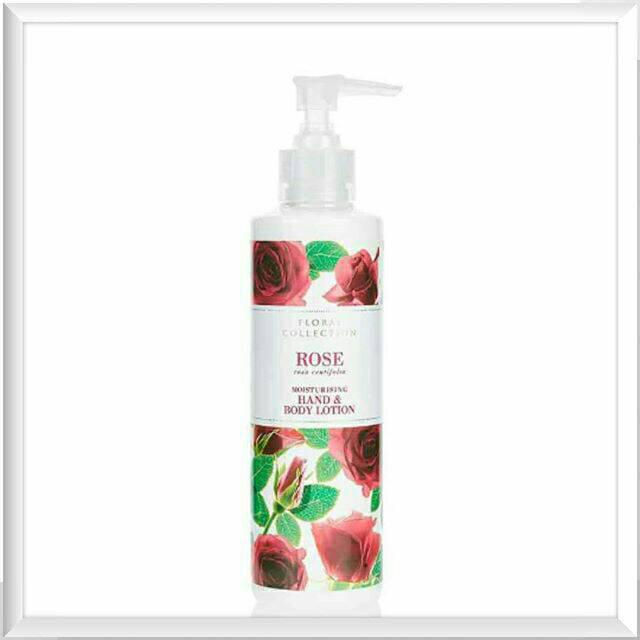 FLORAL
COLLECTION
ROSE
rosa centifolia
MOISTURISING
HAND &
BODY LOTION